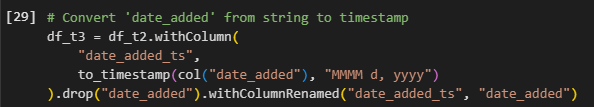 [29] # Convert 'date_added' from string to timestamp
df_t3 = df_t2.withColumn(
    "date_added_ts",
    to_timestamp(col("date_added"), "MMMM d, yyyy")
).drop("date_added").withColumnRenamed("date_added_ts", "date_added")